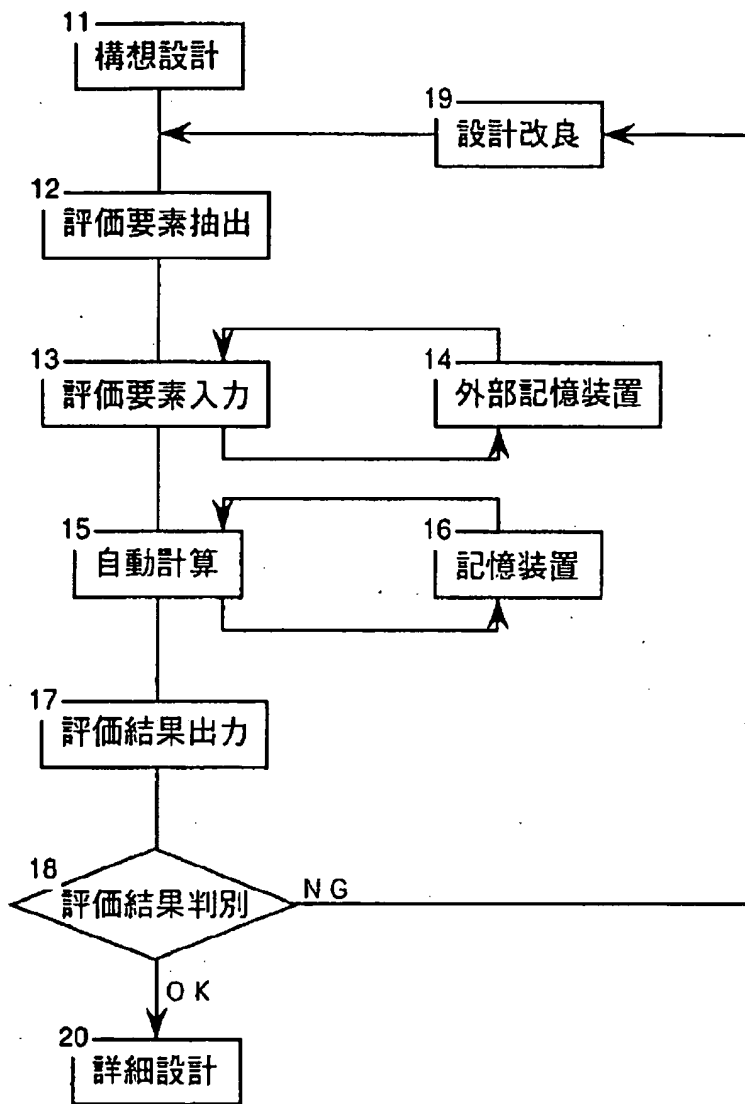 11
構想設計
19
設計改良
12
評価要素抽出
13
評価要素入力
14
外部記憶装置
15
自動計算
16
記憶装置
17
評価結果出力
18
評価結果判別
NG
OK
20
詳細設計